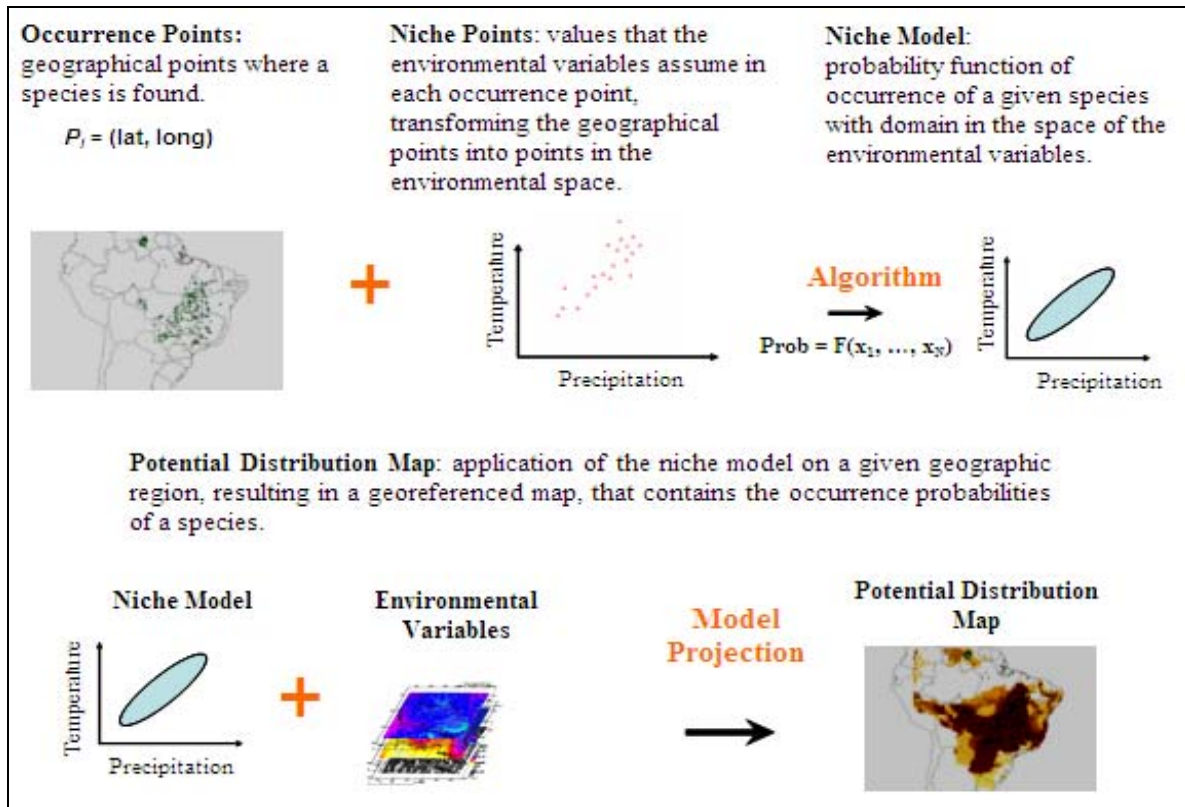 Occurrence Points:
geographical points where a
species is found.
Pi = (lat, long)
Niche Points: values that the
environmental variables assume in
each occurrence point,
transforming the geographical
points into points in the
environmental space.
Niche Model:
probability function of
occurrence of a given species
with domain in the space of the
environmental variables.
+
Temperature
Precipitation
Algorithm
Prob = F(x1, ..., xN)
Temperature
Precipitation
Potential Distribution Map: application of the niche model on a given geographic
region, resulting in a georeferenced map, that contains the occurrence probabilities
of a species.
Niche Model
Temperature
Precipitation
+
Environmental
Variables
Model
Projection
Potential Distribution
Map